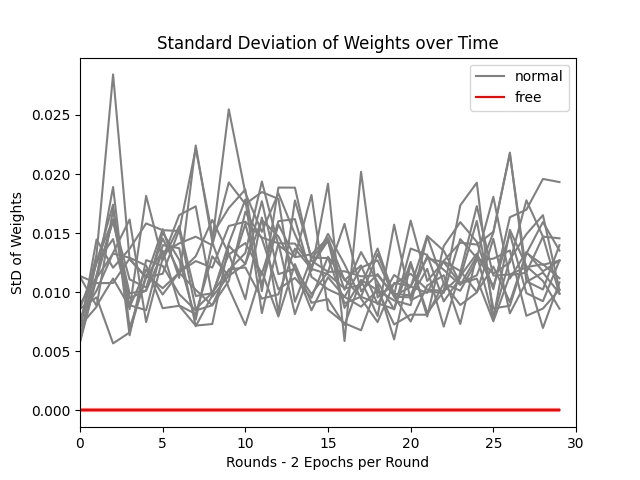 Standard Deviation of Weights over Time
normal
free
StD of Weights
0.025
0.020
0.015
0.010
0.005
0.000
0
5
10
15
20
25
30
Rounds - 2 Epochs per Round